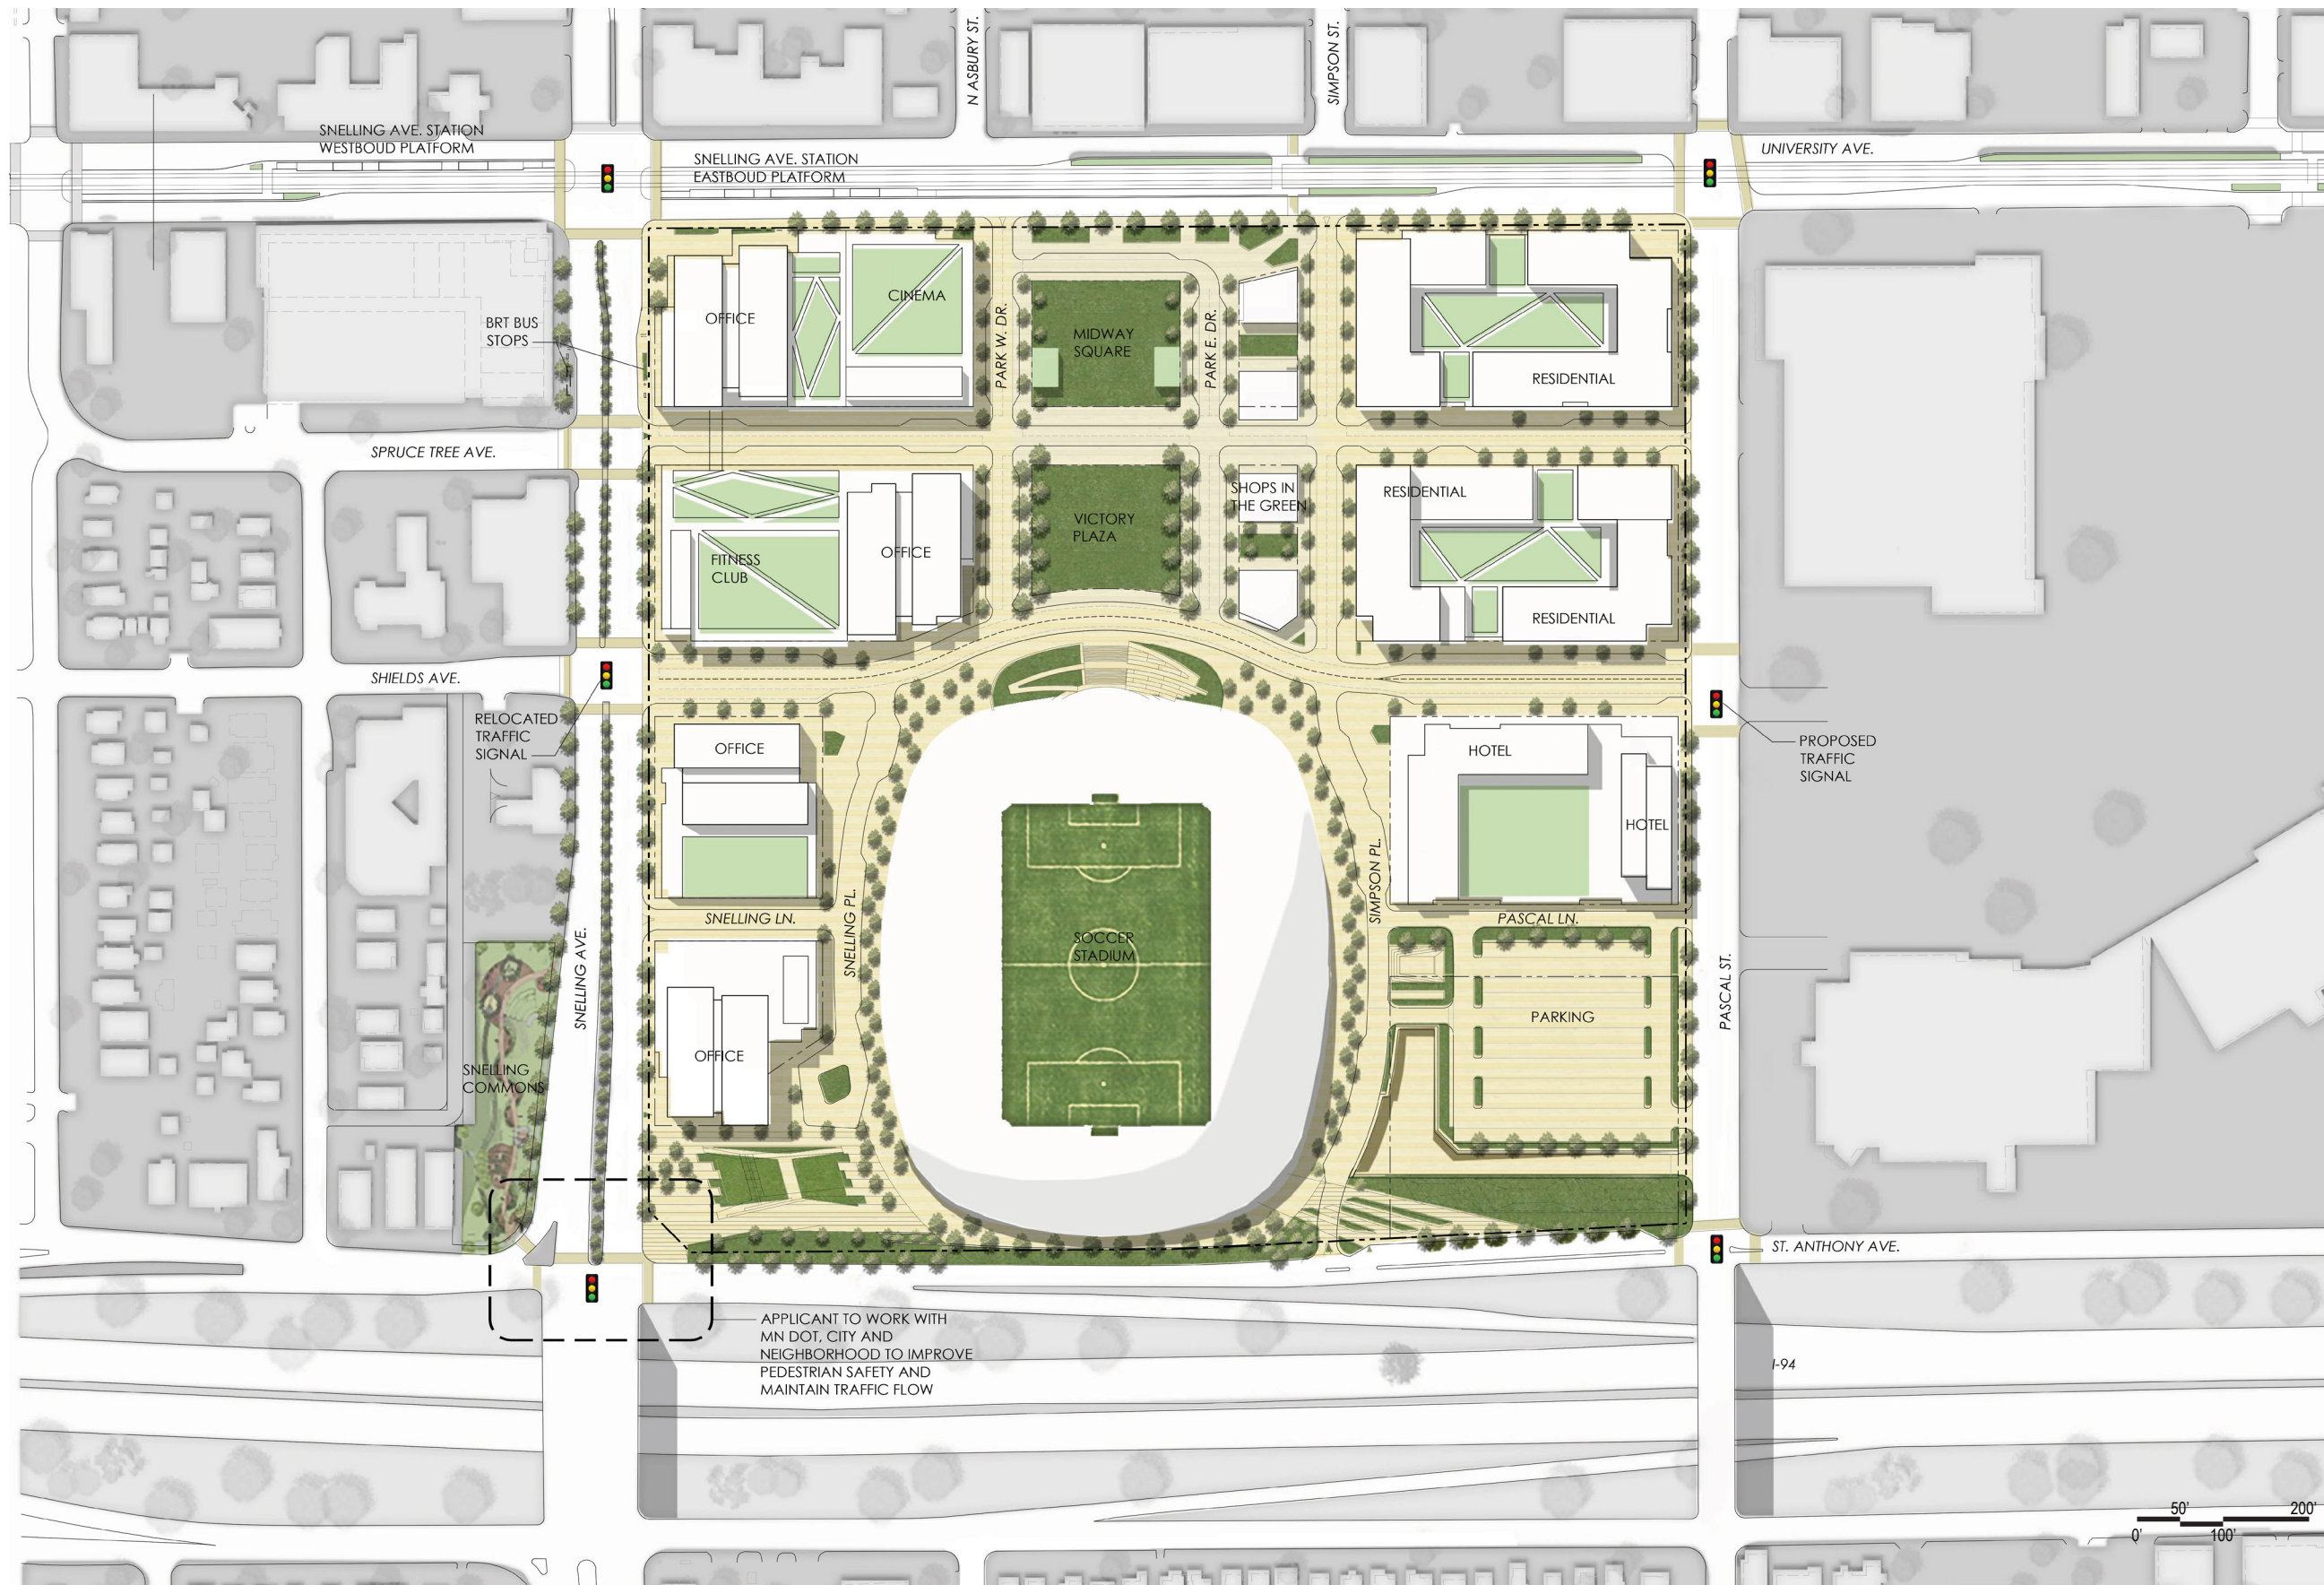 N ASBURY ST.
SIMPSON ST.
SNELLING AVE. STATION
WESTBOUD PLATFORM
SNELLING AVE. STATION
EASTBOUD PLATFORM
UNIVERSITY AVE.
OFFICE
CINEMA
BRT BUS
STOPS
PARK W. DR.
MIDWAY
SQUARE
PARK E. DR.
RESIDENTIAL
SPRUCE TREE AVE.
FITNESS
CLUB
OFFICE
VICTORY
PLAZA
SHOPS IN
THE GREEN
RESIDENTIAL
RESIDENTIAL
SHIELDS AVE.
RELOCATED
TRAFFIC
SIGNAL
OFFICE
HOTEL
HOTEL
PROPOSED
TRAFFIC
SIGNAL
SNELLING LN.
SNELLING PL.
SOCCER
STADIUM
SIMPSON PL.
PASCAL LN.
SNELLING AVE.
PASCAL ST.
PARKING
OFFICE
SNELLING
COMMONS
ST. ANTHONY AVE.
APPLICANT TO WORK WITH
MN DOT, CITY AND
NEIGHBORHOOD TO IMPROVE
PEDESTRIAN SAFETY AND
MAINTAIN TRAFFIC FLOW
I-94
50' 200'
0' 100'